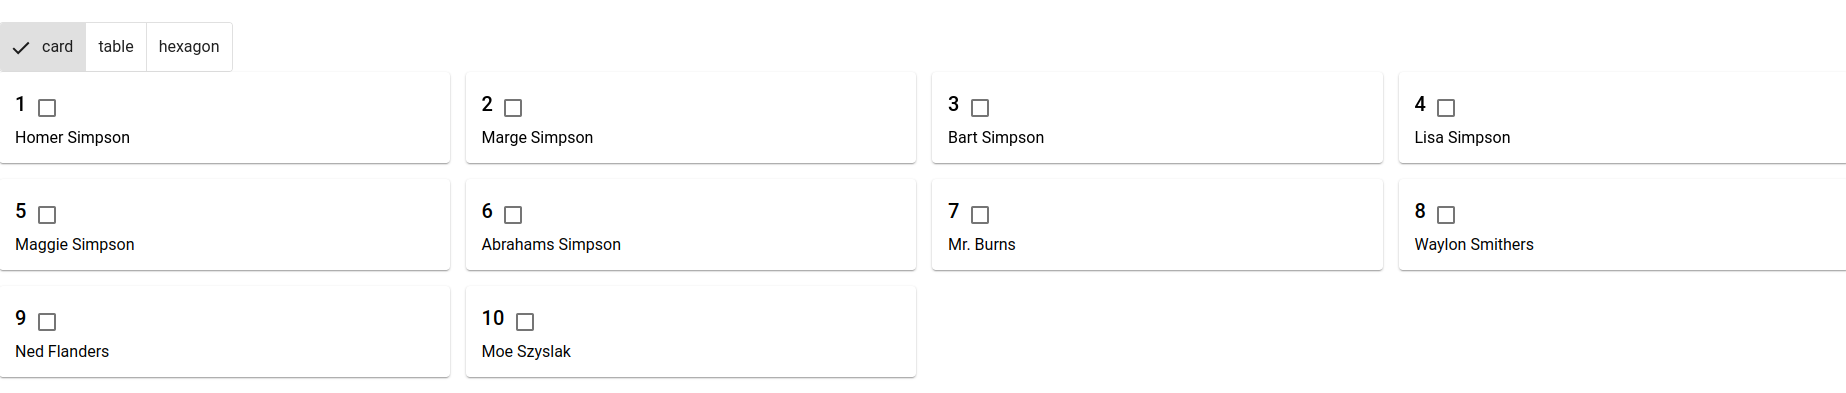 card table hexagon
1
Homer Simpson
2
Marge Simpson
3
Bart Simpson
4
Lisa Simpson
5
Maggie Simpson
6
Abrahams Simpson
7
Mr. Burns
8
Waylon Smithers
9
Ned Flanders
10
Moe Szyslak